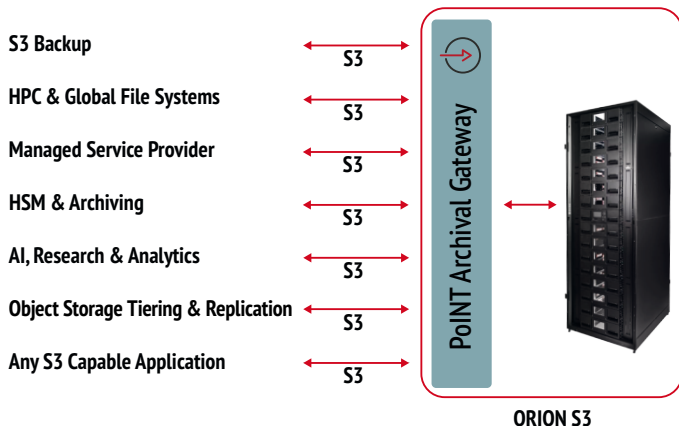 S3 Backup
S3
HPC & Global File Systems
S3
Managed Service Provider
S3
HSM & Archiving
S3
AI, Research & Analytics
S3
Object Storage Tiering & Replication
S3
Any S3 Capable Application
S3
PoINT Archival Gateway
ORION S3